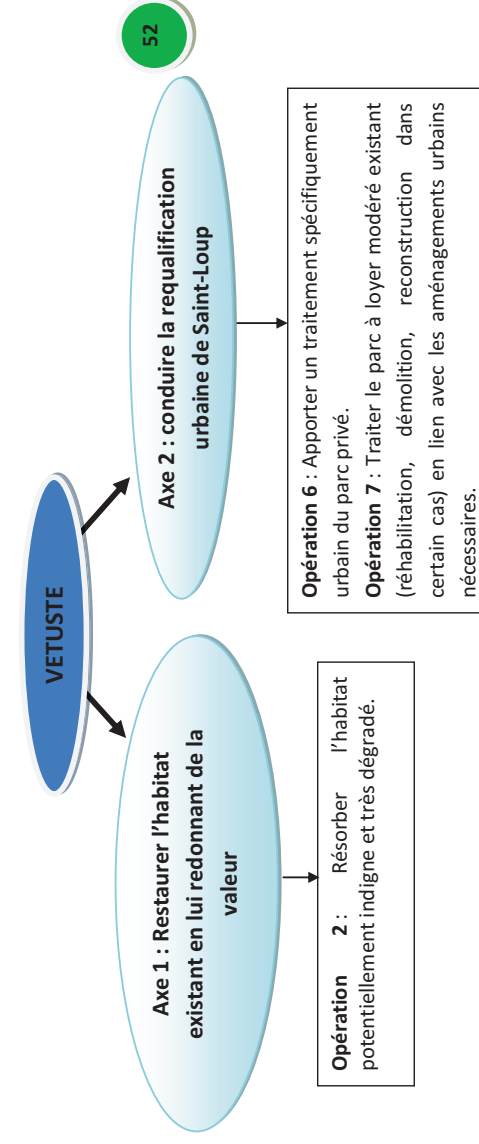 VETUSTE
Axe 1 : Restaurer l’habitat
existant en lui redonnant de la
valeur
Opération 2 : Résorber l’habitat
potentiellement indigne et très dégradé.
Axe 2 : conduire la requalification
urbaine de Saint-Loup
Opération 6 : Apporter un traitement spécifiquement
urbain du parc privé.
Opération 7 : Traiter le parc à loyer modéré existant
(réhabilitation, démolition, reconstruction dans
certain cas) en lien avec les aménagements urbains
nécessaires.
52